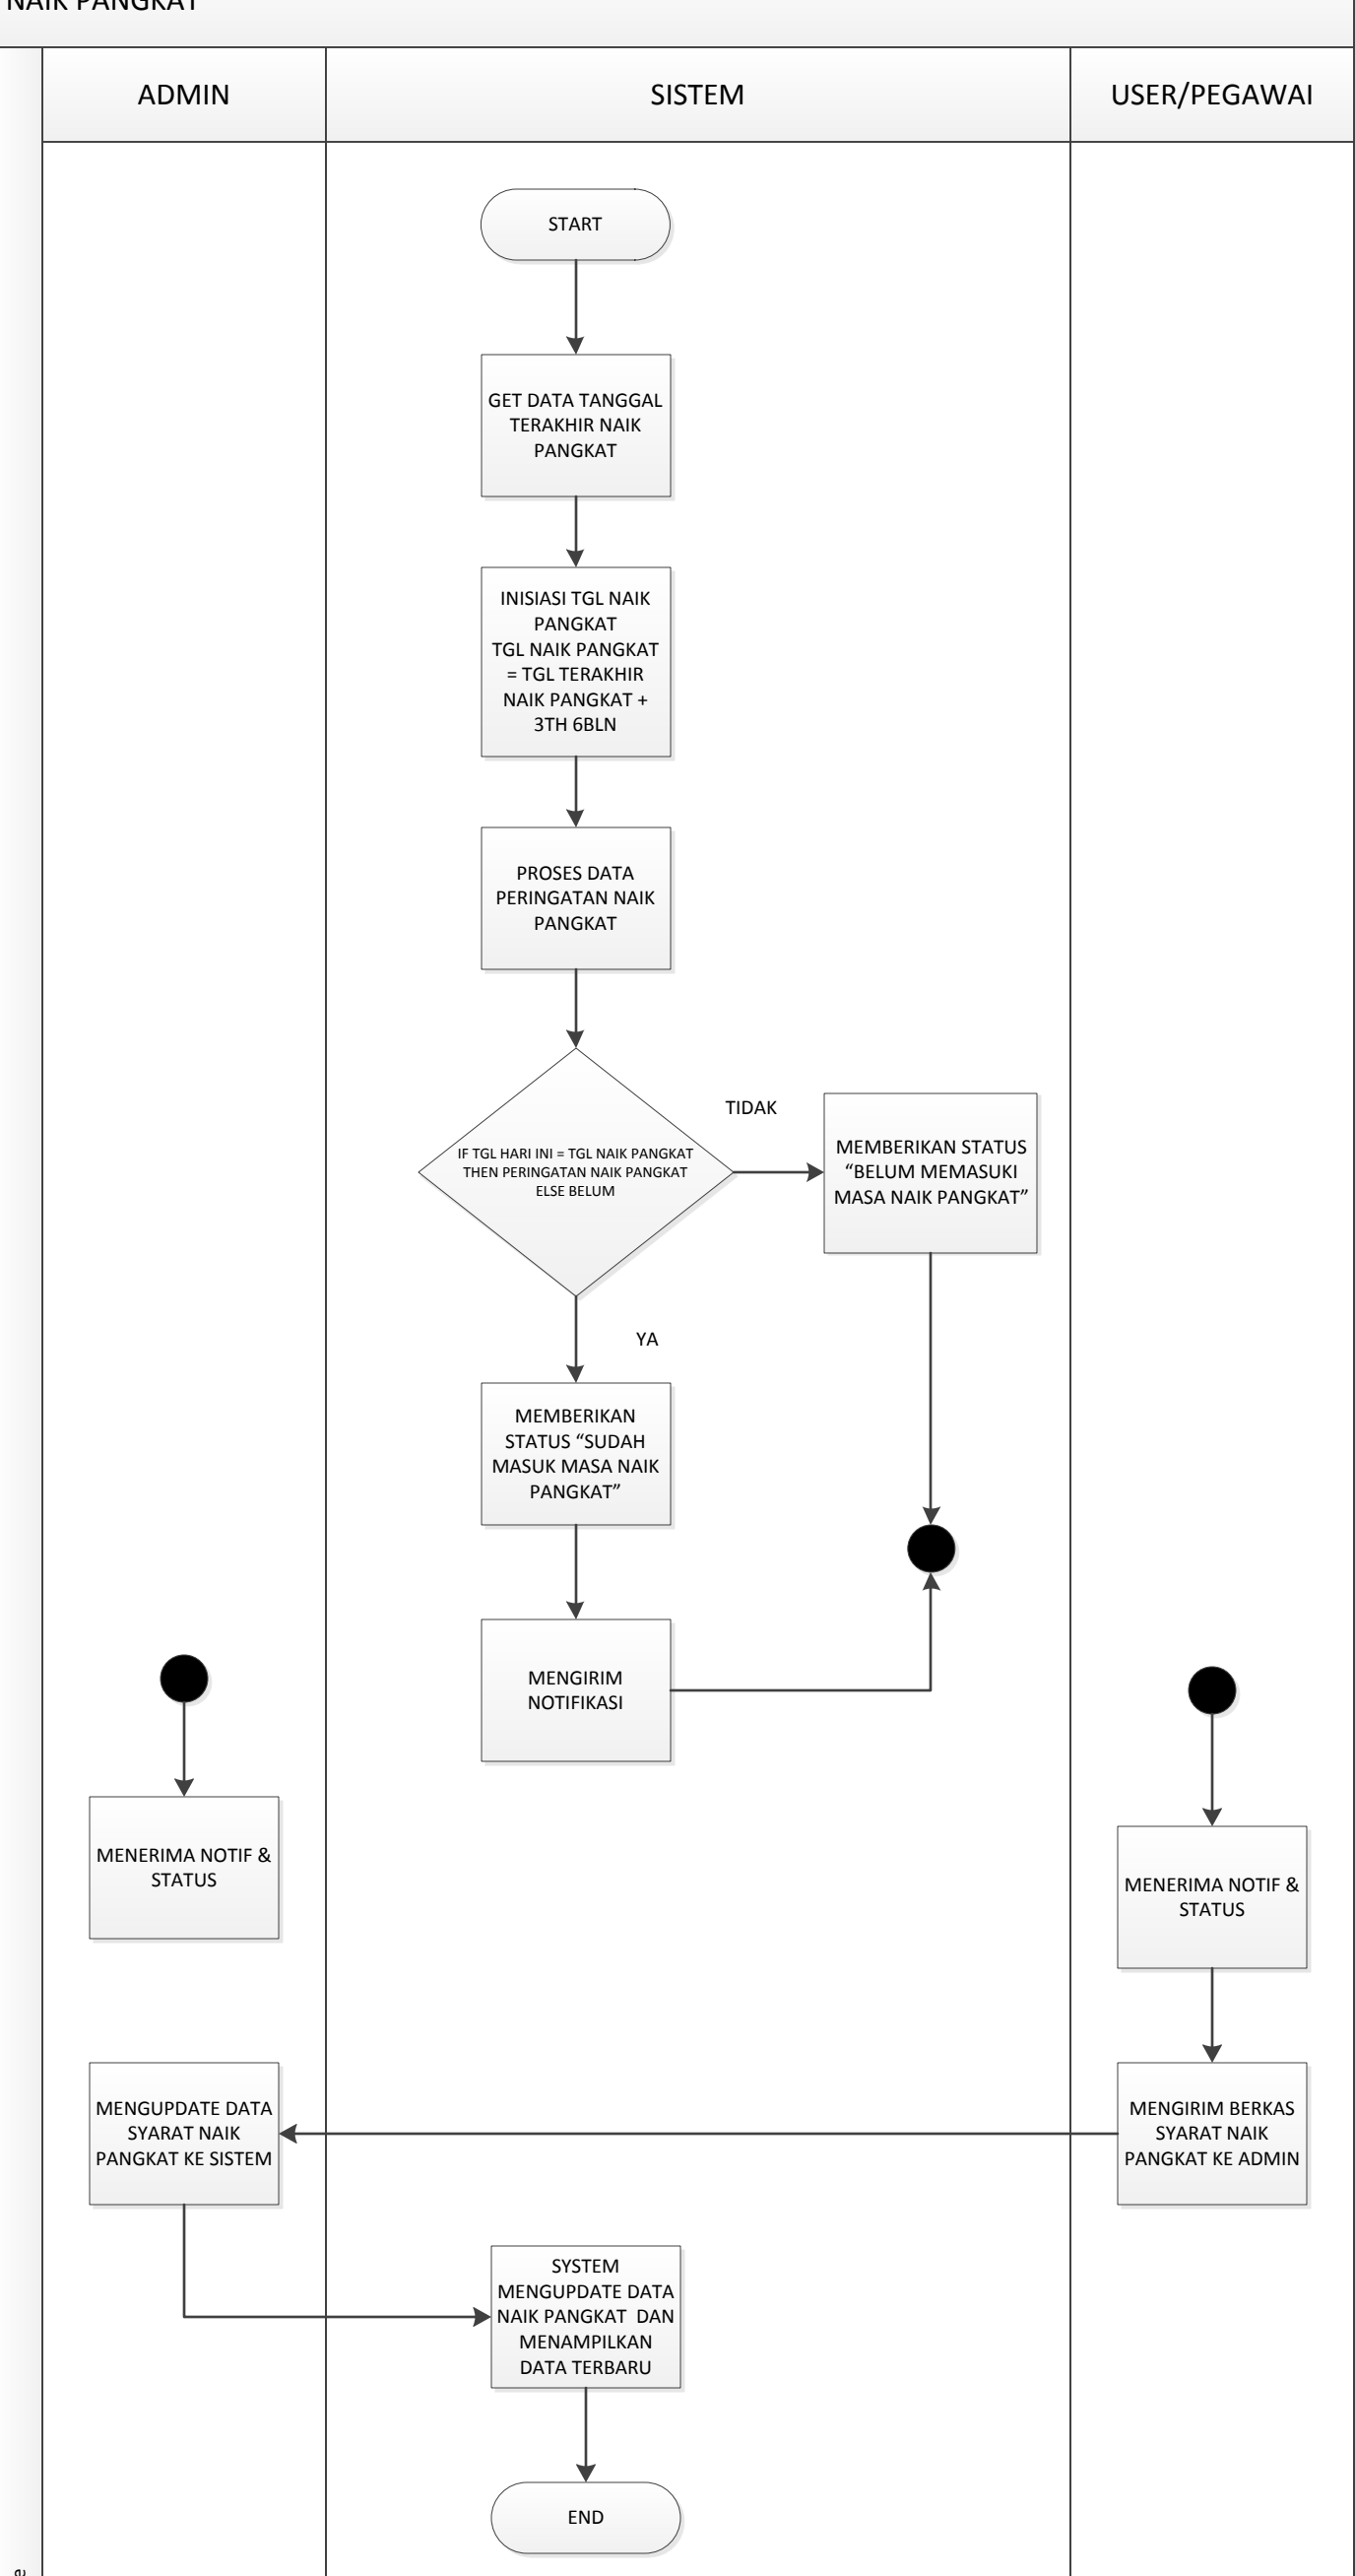 NAIK PANGKAT
ADMIN
SISTEM
USER/PEGAWAI
START
GET DATA TANGGAL
TERAKHIR NAIK
PANGKAT
INISIASI TGL NAIK
PANGKAT
TGL NAIK PANGKAT
= TGL TERAKHIR
NAIK PANGKAT +
3TH 6BLN
PROSES DATA
PERINGATAN NAIK
PANGKAT
IF TGL HARI INI = TGL NAIK PANGKAT
THEN PERINGATAN NAIK PANGKAT
ELSE BELUM
TIDAK
MEMBERIKAN STATUS
“BELUM MEMASUKI
MASA NAIK PANGKAT”
YA
MEMBERIKAN
STATUS “SUDAH
MASUK MASA NAIK
PANGKAT”
MENGIRIM
NOTIFIKASI
MENERIMA NOTIF &
STATUS
MENERIMA NOTIF &
STATUS
MENGUPDATE DATA
SYARAT NAIK
PANGKAT KE SISTEM
MENGIRIM BERKAS
SYARAT NAIK
PANGKAT KE ADMIN
SYSTEM
MENGUPDATE DATA
NAIK PANGKAT  DAN
MENAMPILKAN
DATA TERBARU
END